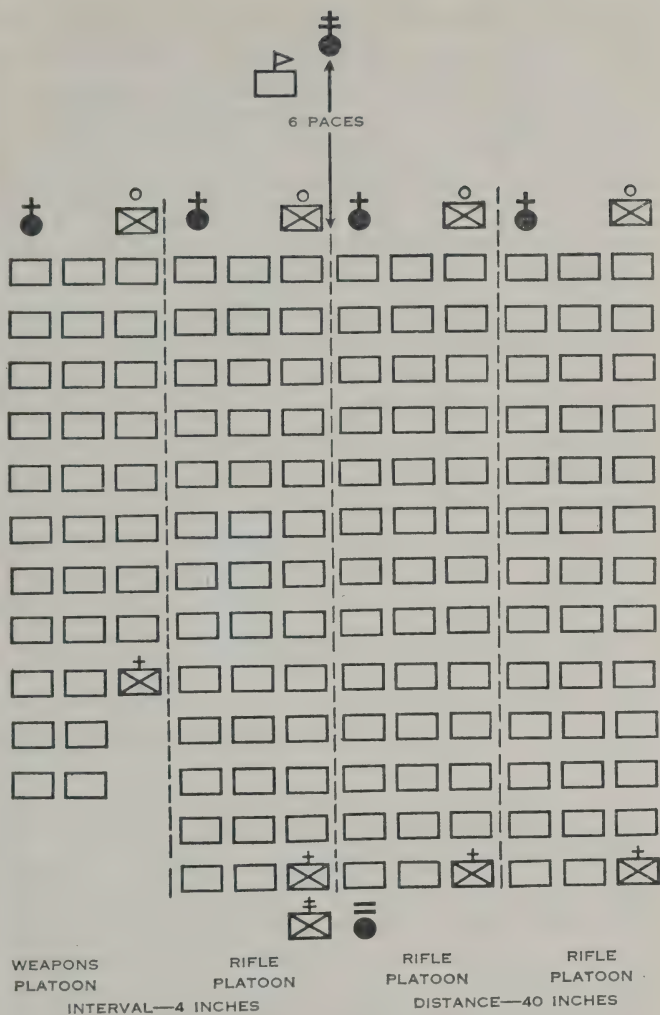 6 PACES
WEAPONS PLATOON
RIFLE PLATOON
RIFLE PLATOON
RIFLE PLATOON
INTERVAL—4 INCHES
DISTANCE—40 INCHES